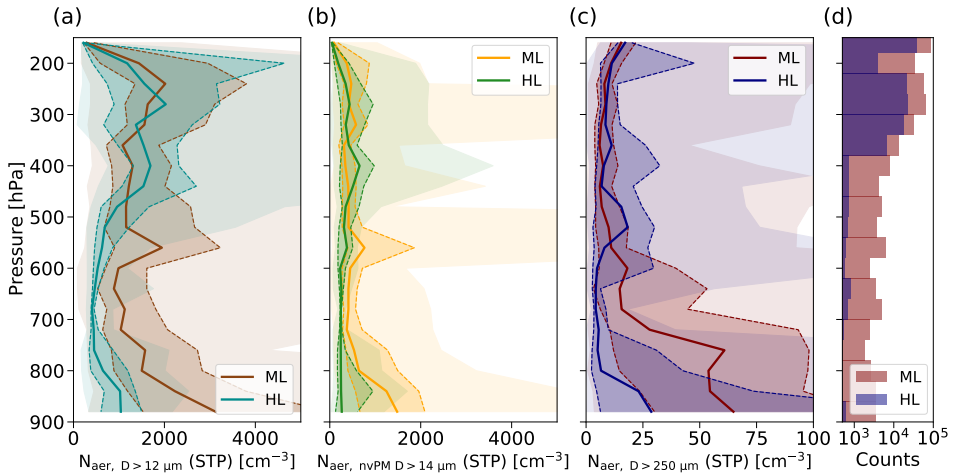 (a) (b) (c) (d)
Pressure [hPa]
200
300
400
500
600
700
800
900
ML
HL
0 2000 4000
N_aer, D > 12 μm (STP) [cm⁻³]
ML
HL
0 2000 4000
N_aer, nvPM D > 14 μm (STP) [cm⁻³]
ML
HL
0 25 50 75 100
N_aer, D > 250 μm (STP) [cm⁻³]
ML
HL
10³ 10⁴ 10⁵
Counts